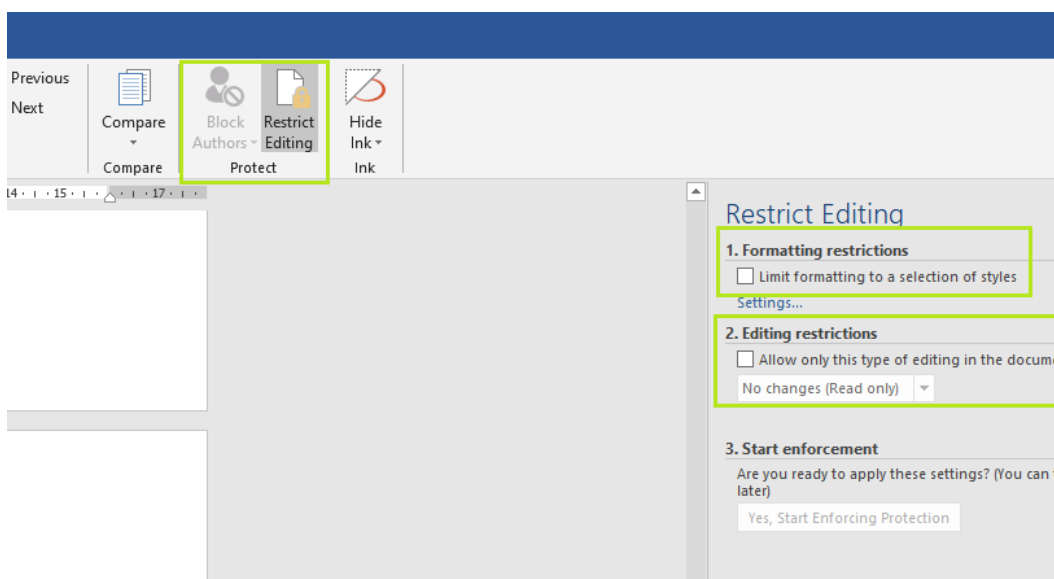 Previous
Next
Compare
Compare
Block
Authors
Restrict
Editing
Protect
Hide
Ink
Ink
14 · ı · 15 · ı · · ı · 17 · ı ·
Restrict Editing
1. Formatting restrictions
Limit formatting to a selection of styles
Settings...
2. Editing restrictions
Allow only this type of editing in the
No changes (Read only)
3. Start enforcement
Are you ready to apply these settings? (You can
later)
Yes, Start Enforcing Protection